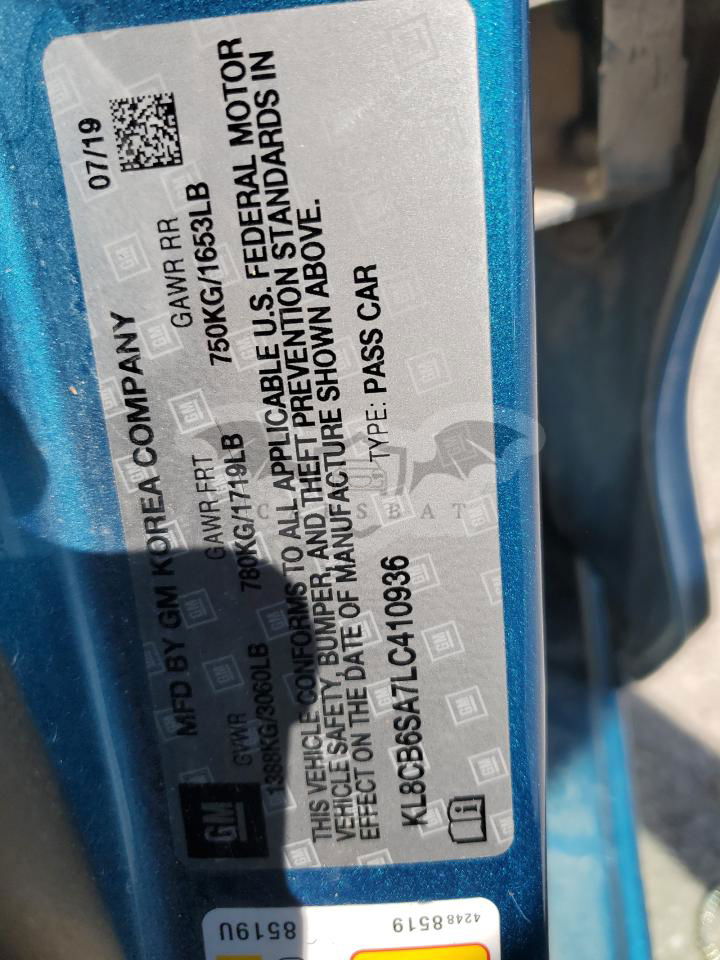 MFD BY GM KOREA COMPANY 07/19
GM
GVWR GAWR FRT GAWR RR
1388KG/3060LB 780KG/1719LB 750KG/1653LB
THIS VEHICLE CONFORMS TO ALL APPLICABLE U.S. FEDERAL MOTOR
VEHICLE SAFETY, BUMPER, AND THEFT PREVENTION STANDARDS IN
EFFECT ON THE DATE OF MANUFACTURE SHOWN ABOVE.
KL8CB6SA7LC410936 TYPE: PASS CAR
8519U
42488519